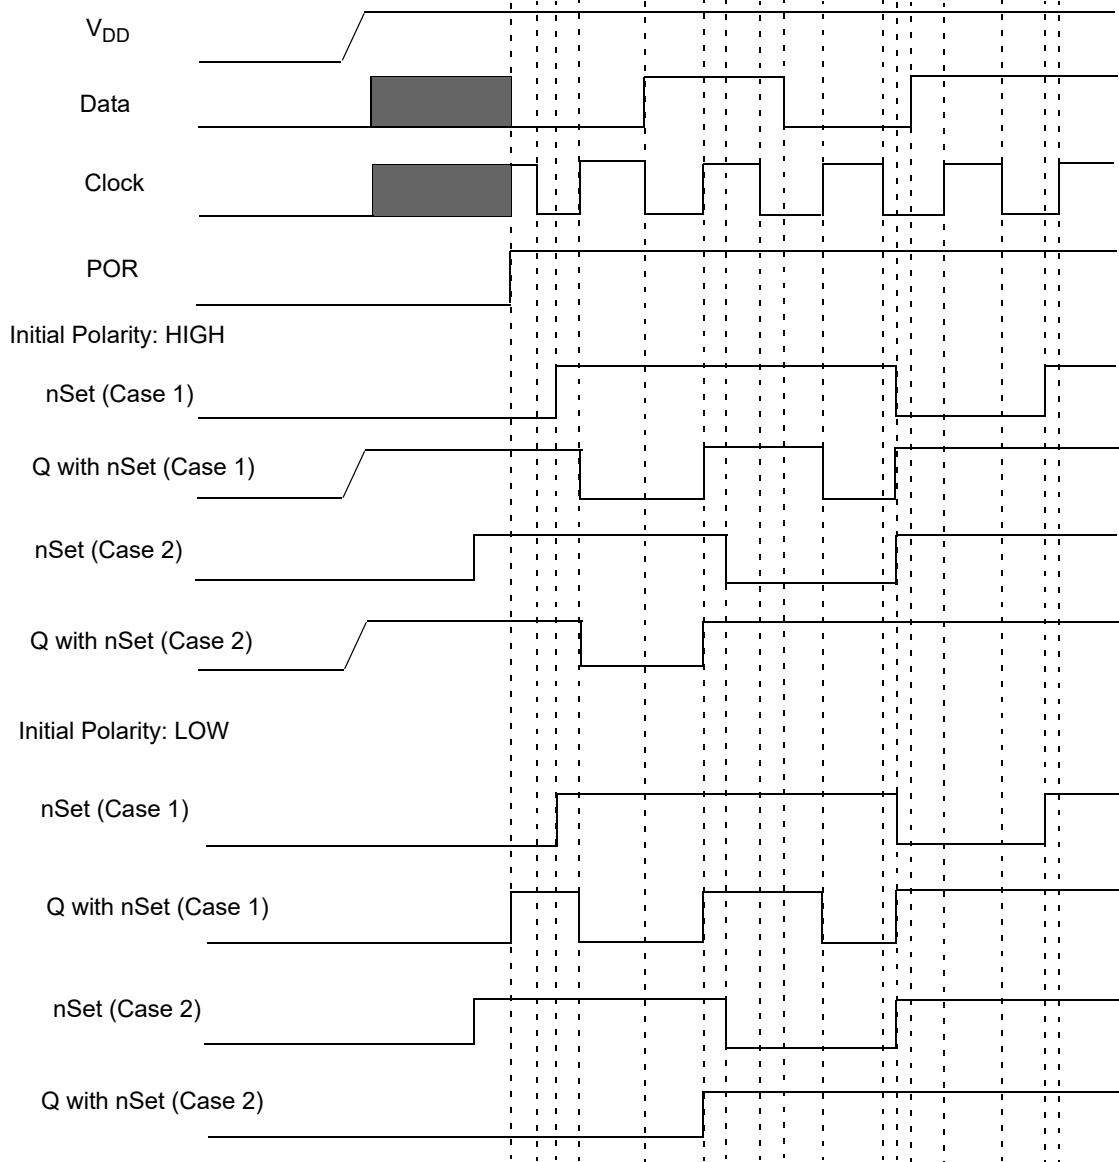 VDD
Data
Clock
POR
Initial Polarity: HIGH
nSet (Case 1)
Q with nSet (Case 1)
nSet (Case 2)
Q with nSet (Case 2)
Initial Polarity: LOW
nSet (Case 1)
Q with nSet (Case 1)
nSet (Case 2)
Q with nSet (Case 2)